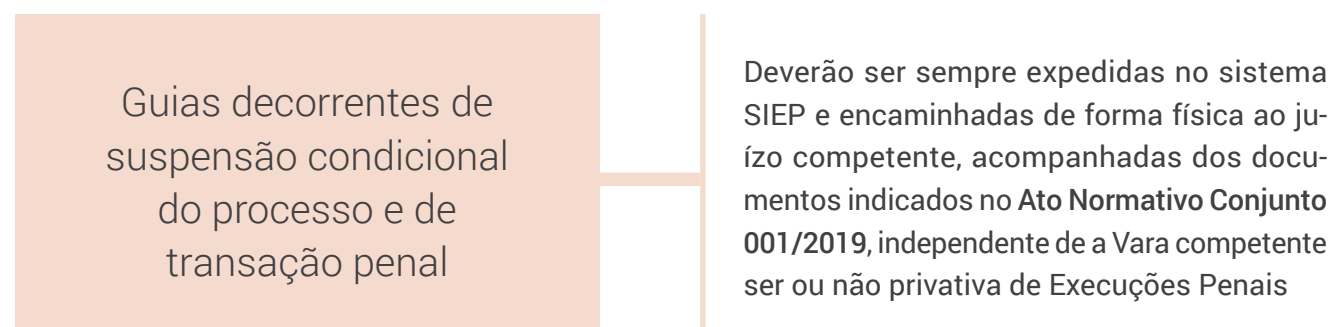 Guias decorrentes de
suspensão condicional
do processo e de
transação penal
Deverão ser sempre expedidas no sistema
SIEP e encaminhadas de forma física ao ju-
ízo competente, acompanhadas dos docu-
mentos indicados no Ato Normativo Conjunto
001/2019, independente de a Vara competente
ser ou não privativa de Execuções Penais